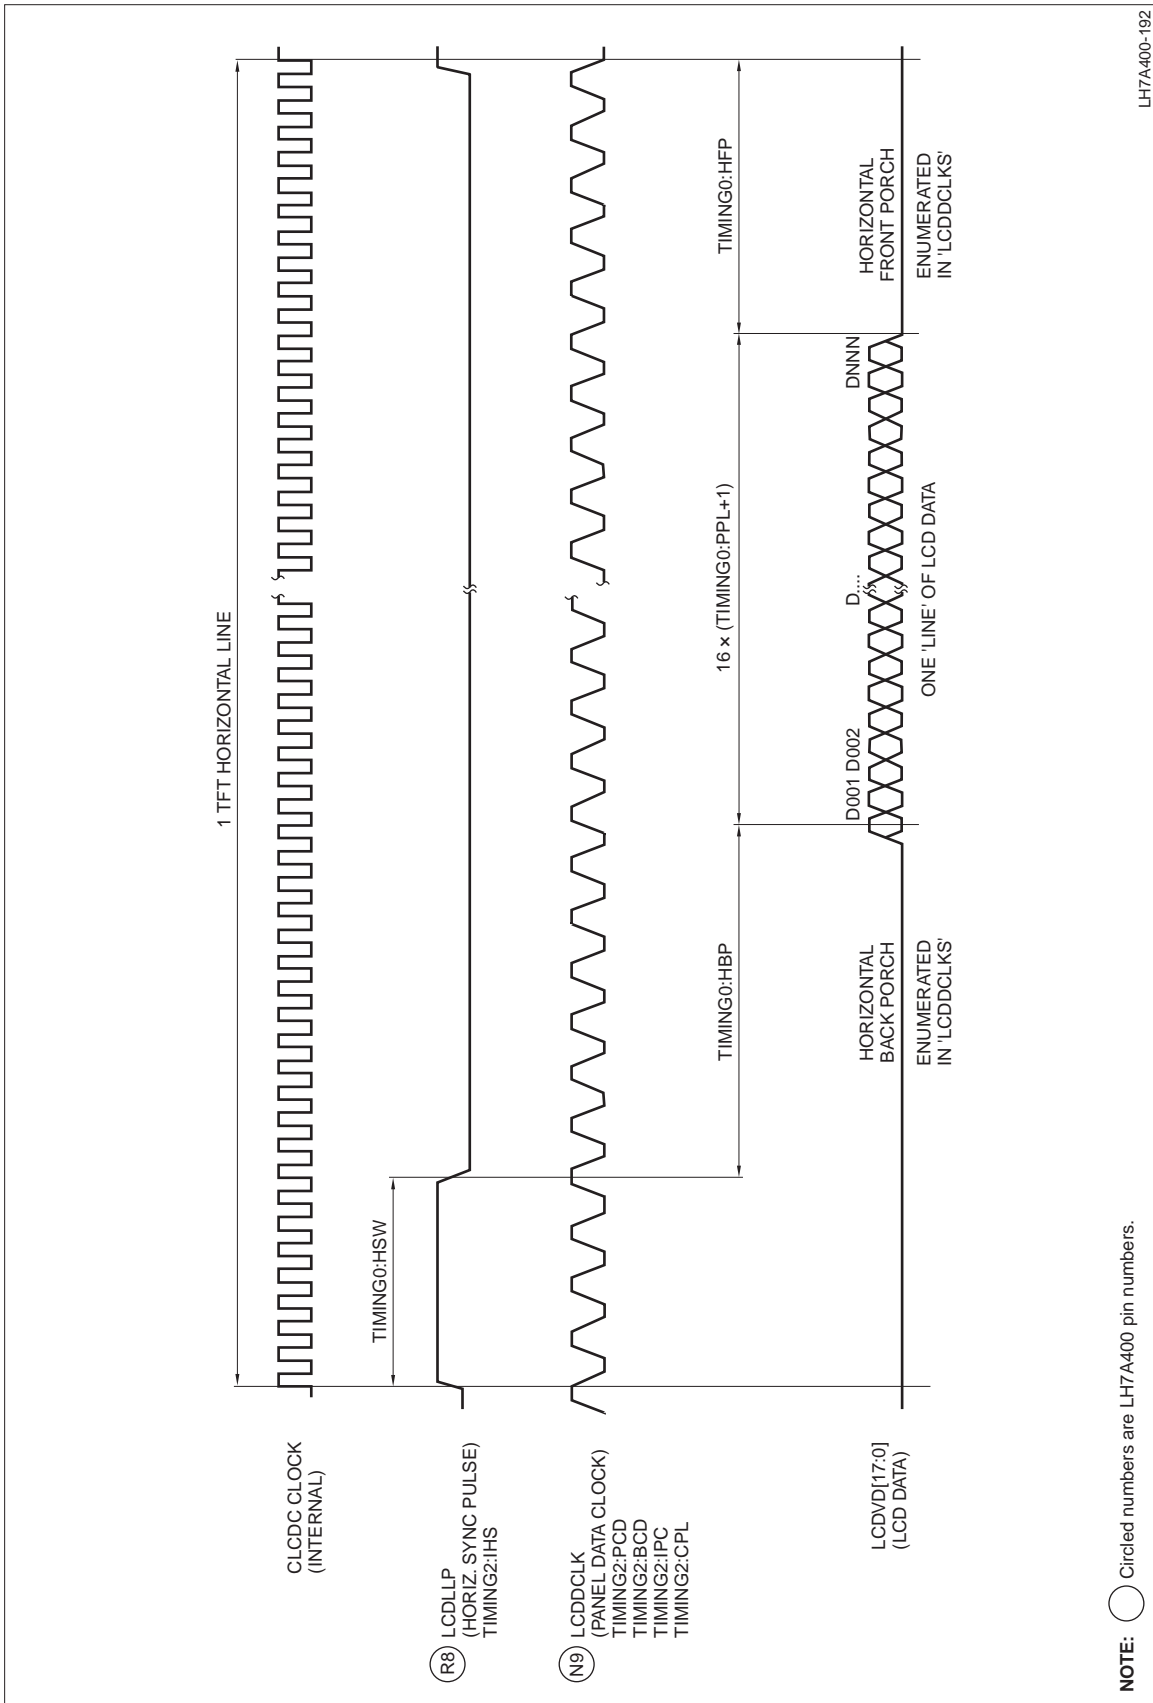 1 TFT HORIZONTAL LINE
CLCDC CLOCK
(INTERNAL)
TIMING0:HSW
R8
LCDLLP
(HORIZ. SYNC PULSE)
TIMING2:IHS
N9
LCDDCLK
(PANEL DATA CLOCK)
TIMING2:PCD
TIMING2:BCD
TIMING2:IPC
TIMING2:CPL
TIMING0:HBP
16 × (TIMING0:PPL+1)
TIMING0:HFP
D001 D002
D....
DNNN
LCDVD[17:0]
(LCD DATA)
HORIZONTAL
BACK PORCH
ENUMERATED
IN 'LCDDCLKS'
ONE 'LINE' OF LCD DATA
HORIZONTAL
FRONT PORCH
ENUMERATED
IN 'LCDDCLKS'
NOTE: Circled numbers are LH7A400 pin numbers.
LH7A400-192